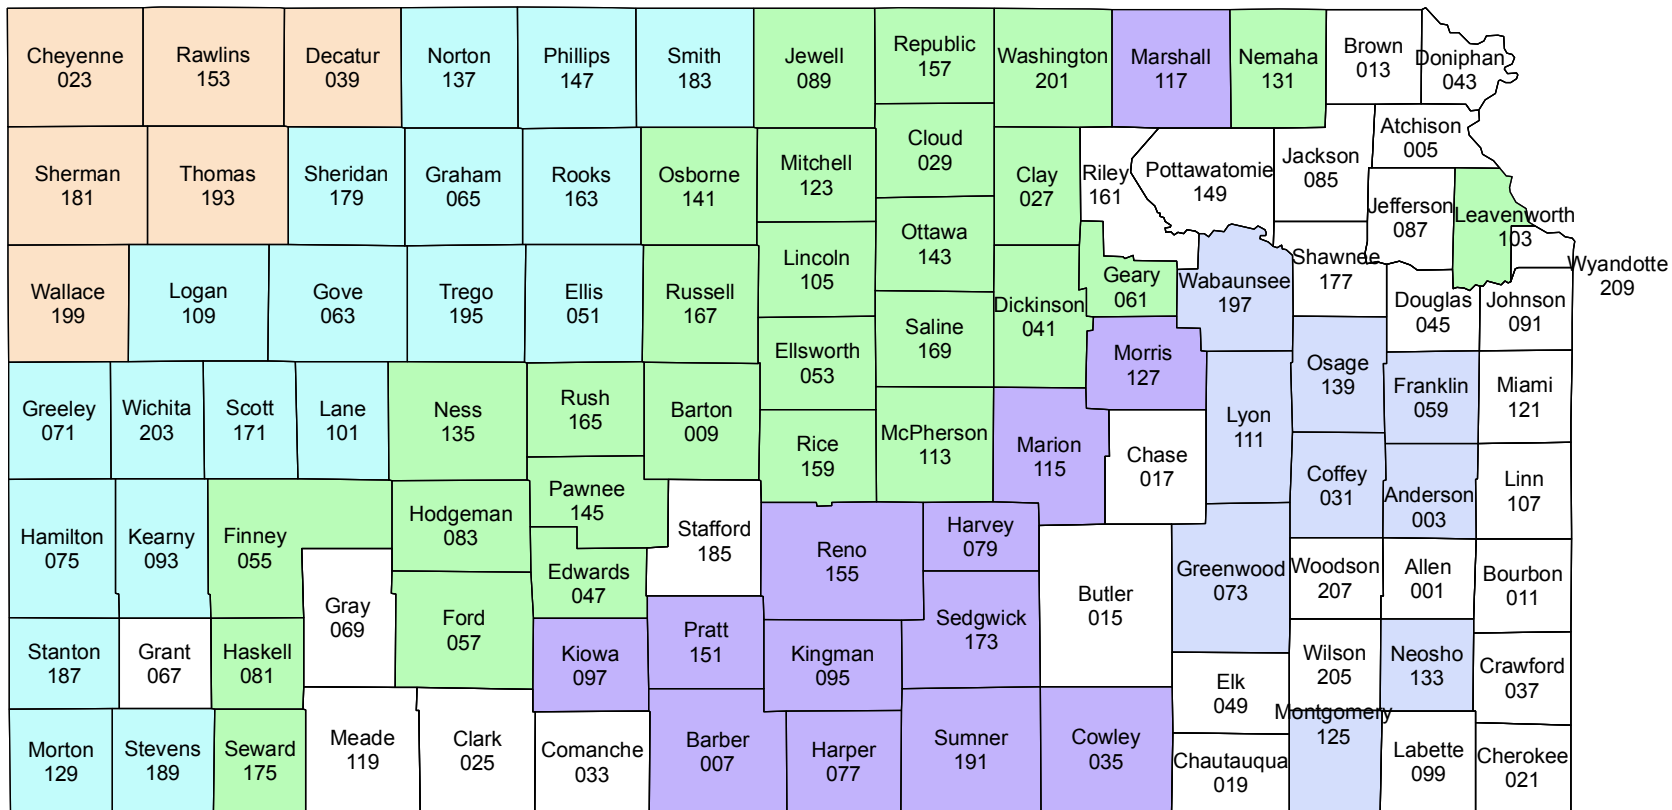 Cheyenne
023
Rawlins
153
Decatur
039
Norton
137
Phillips
147
Smith
183
Jewell
089
Republic
157
Washington
201
Marshall
117
Nemaha
131
Brown
013
Doniphan
043
Sherman
181
Thomas
193
Sheridan
179
Graham
065
Rooks
163
Osborne
141
Mitchell
123
Cloud
029
Clay
027
Riley
161
Pottawatomie
149
Jackson
085
Atchison
005
Jefferson
087
Leavenworth
103
Wyandotte
209
Wallace
199
Logan
109
Gove
063
Trego
195
Ellis
051
Russell
167
Lincoln
105
Ottawa
143
Saline
169
Dickinson
041
Geary
061
Wabaunsee
197
Shawnee
177
Douglas
045
Johnson
091
Ellsworth
053
Morris
127
Osage
139
Franklin
059
Miami
121
Greeley
071
Wichita
203
Scott
171
Lane
101
Ness
135
Rush
165
Barton
009
Rice
159
McPherson
113
Marion
115
Chase
017
Lyon
111
Coffey
031
Anderson
003
Linn
107
Hamilton
075
Kearny
093
Finney
055
Hodgeman
083
Pawnee
145
Stafford
185
Reno
155
Harvey
079
Butler
015
Greenwood
073
Woodson
207
Allen
001
Bourbon
011
Gray
069
Ford
057
Edwards
047
Stanton
187
Grant
067
Haskell
081
Kiowa
097
Pratt
151
Kingman
095
Sedgwick
173
Elk
049
Wilson
205
Neosho
133
Crawford
037
Morton
129
Stevens
189
Seward
175
Meade
119
Clark
025
Comanche
033
Barber
007
Harper
077
Sumner
191
Cowley
035
Chautauqua
019
Montgomery
125
Labette
099
Cherokee
021